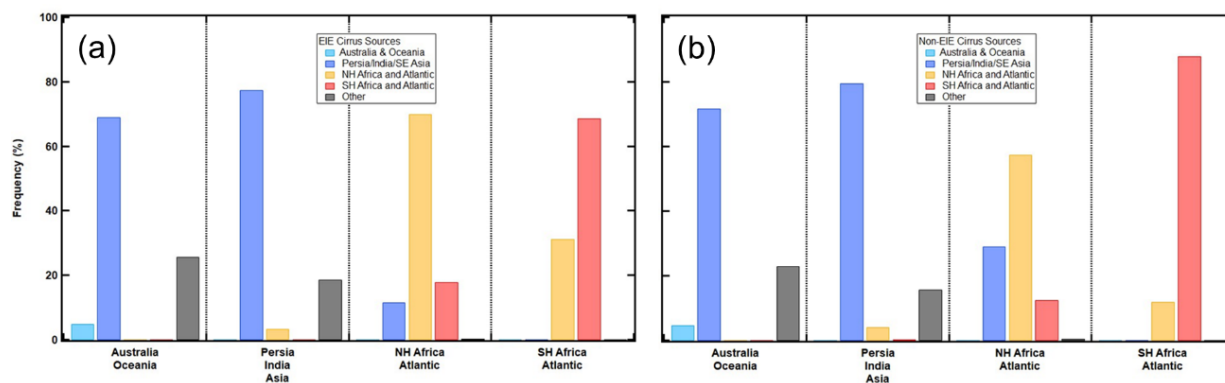 (a)
EIE Cirrus Sources
Australia & Oceania
Persia/India/SE Asia
NH Africa and Atlantic
SH Africa and Atlantic
Other
Frequency (%)
100
80
60
40
20
0
Australia
Oceania
Persia
India
Asia
NH Africa
Atlantic
SH Africa
Atlantic
(b)
Non-EIE Cirrus Sources
Australia & Oceania
Persia/India/SE Asia
NH Africa and Atlantic
SH Africa and Atlantic
Other
Australia
Oceania
Persia
India
Asia
NH Africa
Atlantic
SH Africa
Atlantic